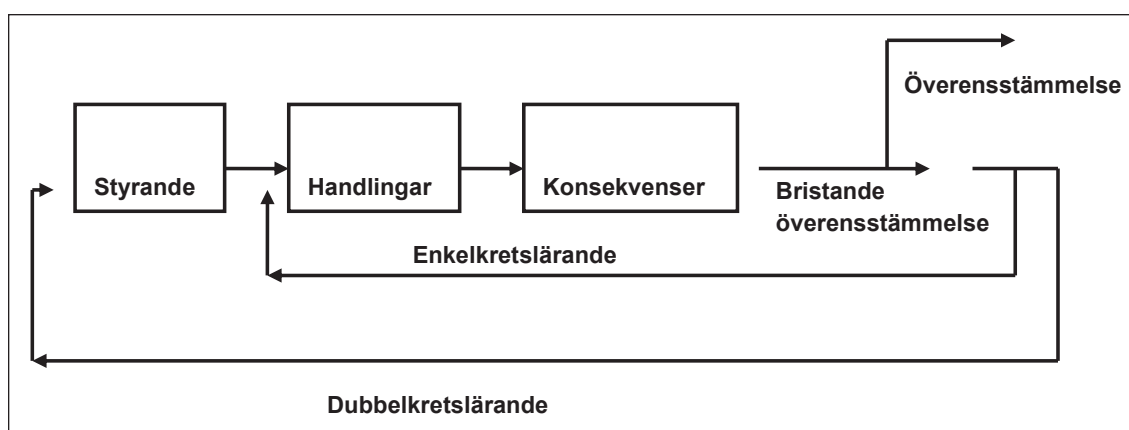 Överensstämmelse
Styrande
Handlingar
Konsekvenser
Bristande
överensstämmelse
Enkelkretslärande
Dubbelkretslärande